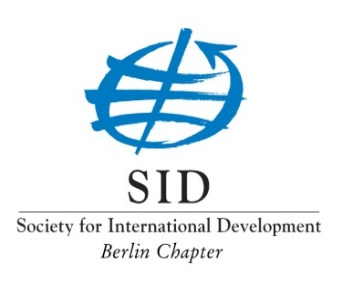 SID
Society for International Development
Berlin Chapter